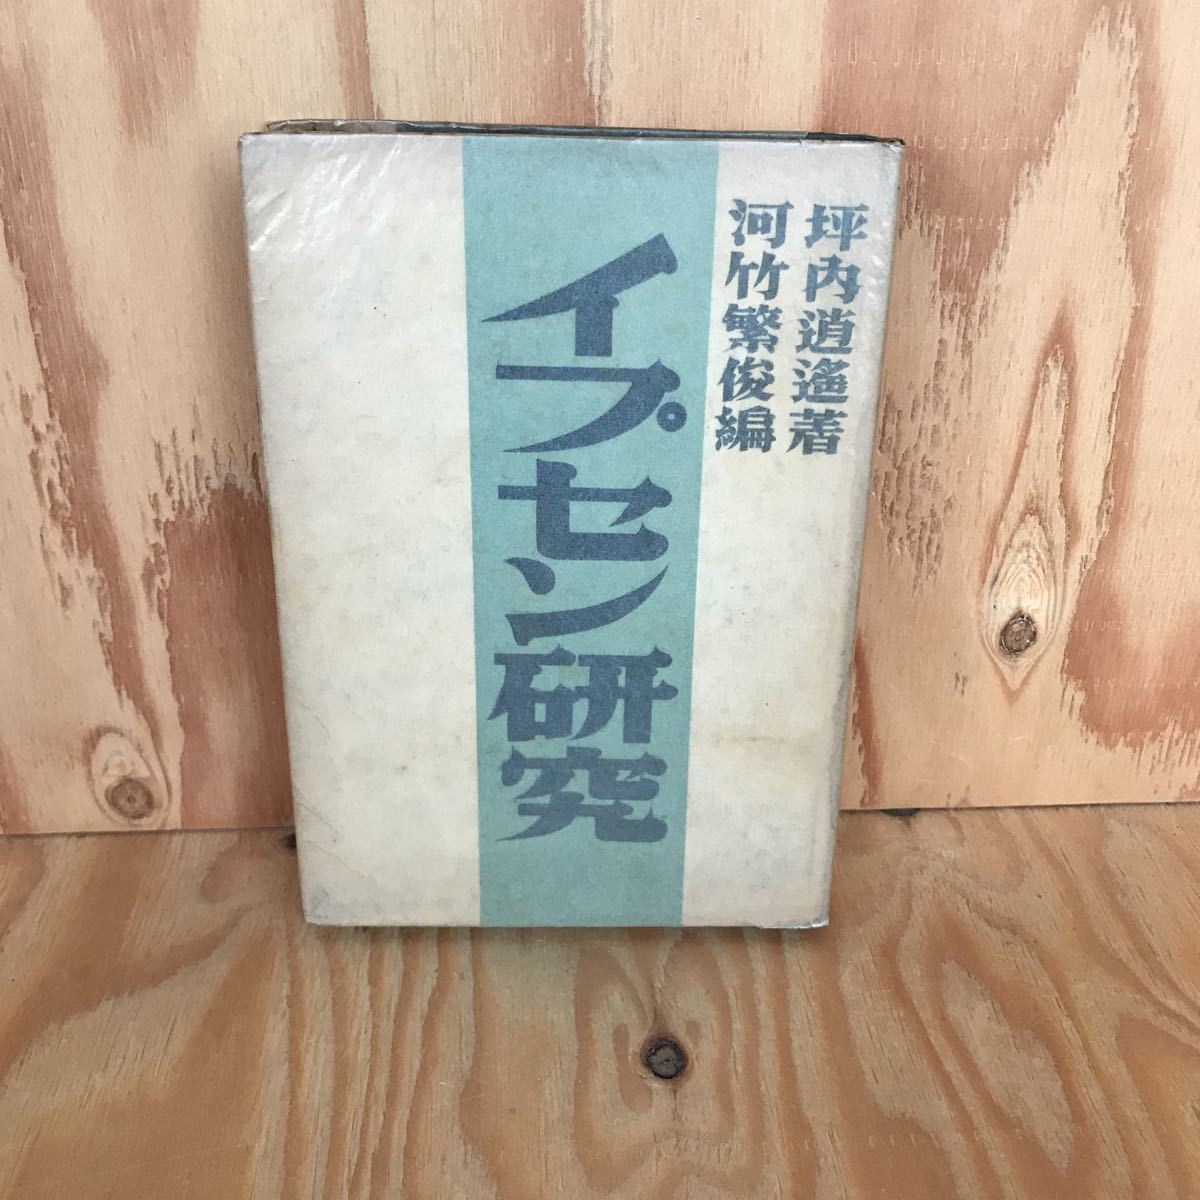 坪内逍遙著
河竹繁俊編
イプセン研究